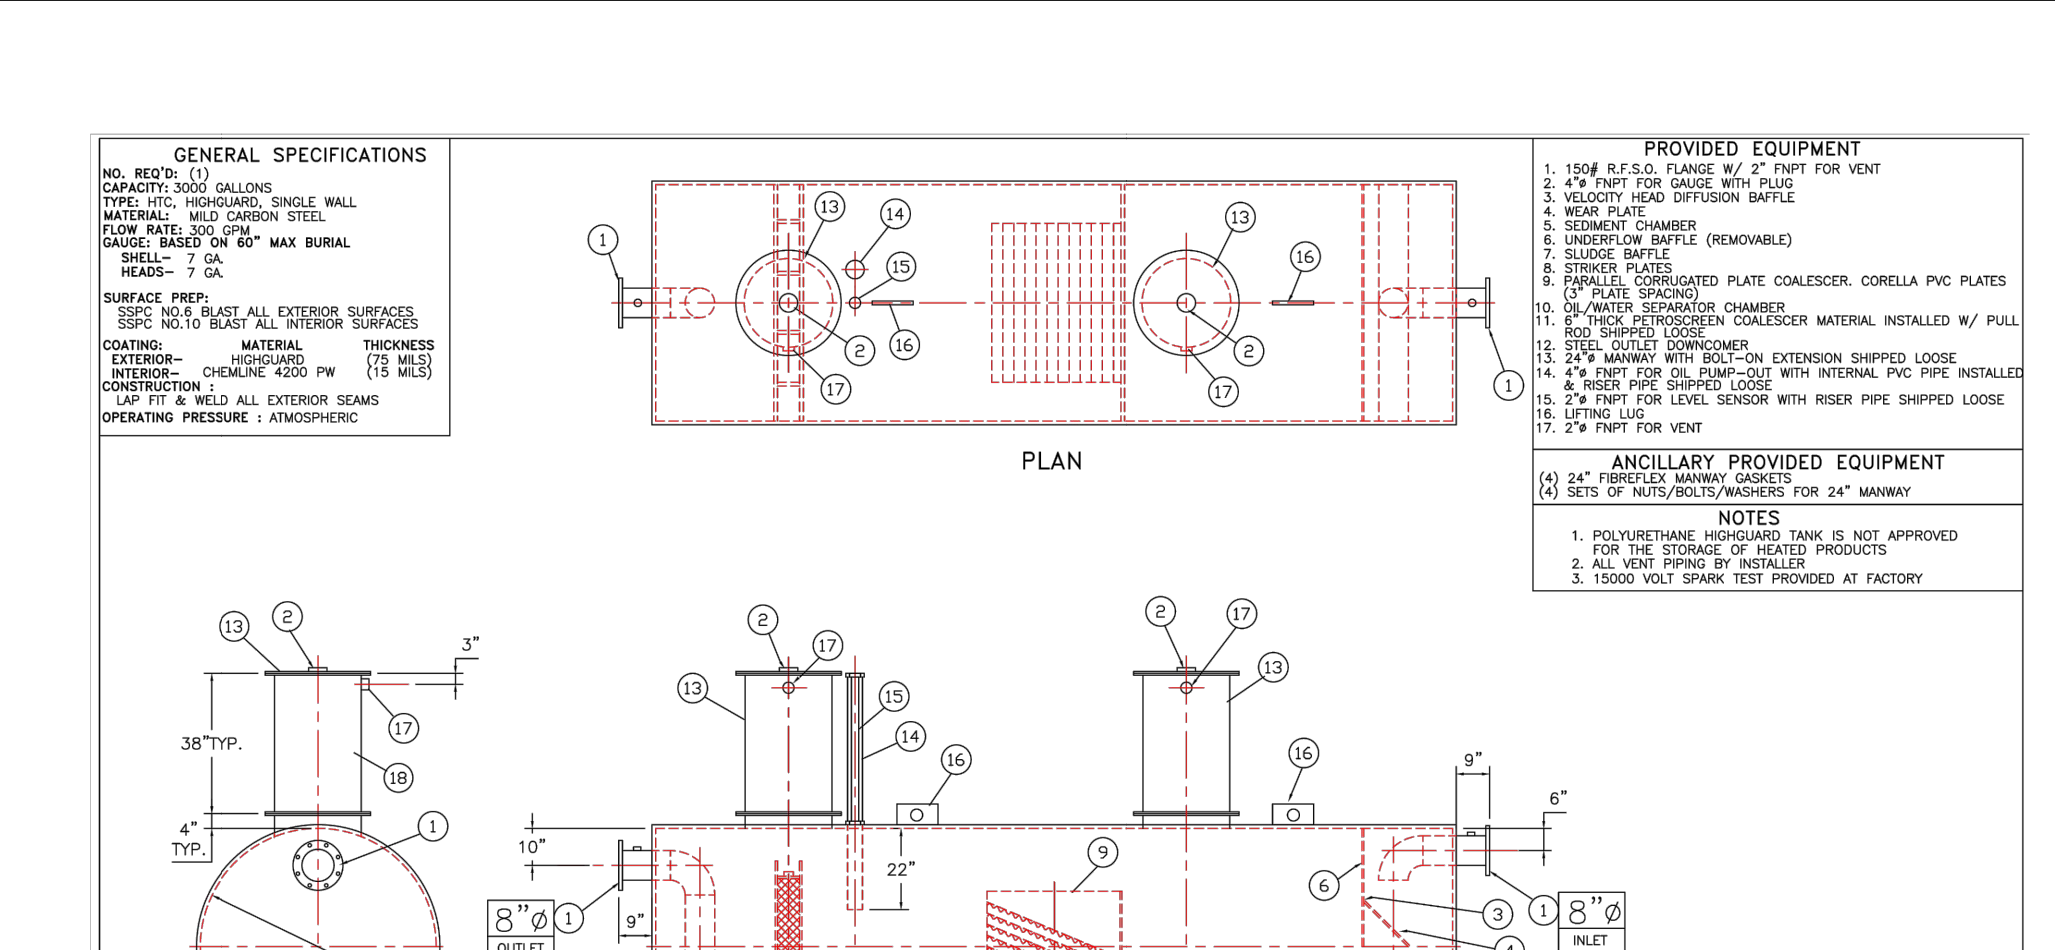 GENERAL SPECIFICATIONS
NO. REQ'D: (1)
CAPACITY: 3000 GALLONS
TYPE: HTC, HIGHGUARD, SINGLE WALL
MATERIAL: MILD CARBON STEEL
FLOW RATE: 300 GPM
GAUGE: BASED ON 60" MAX BURIAL
SHELL- 7 GA.
HEADS- 7 GA.
SURFACE PREP:
SSPC NO.6 BLAST ALL EXTERIOR SURFACES
SSPC NO.10 BLAST ALL INTERIOR SURFACES
COATING: MATERIAL THICKNESS
EXTERIOR- HIGHGUARD (75 MILS)
INTERIOR- CHEMLINE 4200 PW (15 MILS)
CONSTRUCTION :
LAP FIT & WELD ALL EXTERIOR SEAMS
OPERATING PRESSURE : ATMOSPHERIC
13
14
1
15
16
2
17
13
16
2
17
1
PLAN
PROVIDED EQUIPMENT
1. 150# R.F.S.O. FLANGE W/ 2" FNPT FOR VENT
2. 4"ø FNPT FOR GAUGE WITH PLUG
3. VELOCITY HEAD DIFFUSION BAFFLE
4. WEAR PLATE
5. SEDIMENT CHAMBER
6. UNDERFLOW BAFFLE (REMOVABLE)
7. SLUDGE BAFFLE
8. STRIKER PLATES
9. PARALLEL CORRUGATED PLATE COALESCER. CORELLA PVC PLATES
(3" PLATE SPACING)
10. OIL/WATER SEPARATOR CHAMBER
11. 6" THICK PETROSCREEN COALESCER MATERIAL INSTALLED W/ PULL
ROD SHIPPED LOOSE
12. STEEL OUTLET DOWNCOMER
13. 24"ø MANWAY WITH BOLT-ON EXTENSION SHIPPED LOOSE
14. 4"ø FNPT FOR OIL PUMP-OUT WITH INTERNAL PVC PIPE INSTALLED
& RISER PIPE SHIPPED LOOSE
15. 2"ø FNPT FOR LEVEL SENSOR WITH RISER PIPE SHIPPED LOOSE
16. LIFTING LUG
17. 2"ø FNPT FOR VENT
ANCILLARY PROVIDED EQUIPMENT
(4) 24" FIBREFLEX MANWAY GASKETS
(4) SETS OF NUTS/BOLTS/WASHERS FOR 24" MANWAY
NOTES
1. POLYURETHANE HIGHGUARD TANK IS NOT APPROVED
FOR THE STORAGE OF HEATED PRODUCTS
2. ALL VENT PIPING BY INSTALLER
3. 15000 VOLT SPARK TEST PROVIDED AT FACTORY
13
2
3"
17
38"TYP.
18
4"
TYP.
1
2
17
13
15
14
16
10"
22"
9
1
9"
8"ø
OUTLET
2
17
13
16
9"
6"
6
3
1
8"ø
INLET